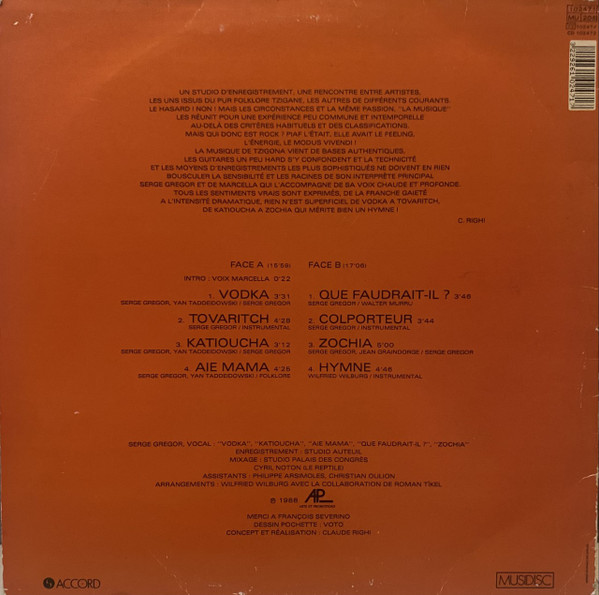 UN STUDIO D'ENREGISTREMENT, UNE RENCONTRE ENTRE ARTISTES,
LES UNS ISSUS DU PUR FOLKLORE TZIGANE, LES AUTRES DE DIFFÉRENTS COURANTS.
LE HASARD ! NON ! MAIS LES CIRCONSTANCES ET LA MÊME PASSION, "LA MUSIQUE"
LES RÉUNIT POUR UNE EXPÉRIENCE PEU COMMUNE ET INTEMPORELLE
AU-DELÀ DES CRITÈRES HABITUELS ET DES CLASSIFICATIONS.
MAIS QUI DONC EST ROCK ? PIAF L'ÉTAIT, ELLE AVAIT LE FEELING,
L'ÉNERGIE, LE MODUS VIVENDI !
LA MUSIQUE DE TZIGONA VIENT DE BASES AUTHENTIQUES,
LES GUITARES UN PEU HARD S'Y CONFONDENT ET LA TECHNICITÉ
ET LES MOYENS D'ENREGISTREMENTS LES PLUS SOPHISTIQUÉS NE DOIVENT EN RIEN
BOUSCULER LA SENSIBILITÉ ET LES RACINES DE SON INTERPRÈTE PRINCIPAL
SERGE GREGOR ET DE MARCELLA QUI L'ACCOMPAGNE DE SA VOIX CHAUDE ET PROFONDE.
TOUS LES SENTIMENTS VRAIS SONT EXPRIMÉS, DE LA FRANCHE GAIETÉ
A L'INTENSITÉ DRAMATIQUE, RIEN N'EST SUPERFICIEL DE VODKA A TOVARITCH,
DE KATIOUCHA A ZOCHIA QUI MÉRITE BIEN UN HYMNE !
C. RIGHI
FACE A (15'58)
INTRO : VOIX MARCELLA 0'22
1. VODKA 3'31
SERGE GREGOR, YAN TADGEDOWSKI / SERGE GREGOR
2. TOVARITCH 4'28
SERGE GREGOR / INSTRUMENTAL
3. KATIOUCHA 3'12
SERGE GREGOR, YAN TADGEIDOWSKI / SERGE GREGOR
4. AIE MAMA 4'25
SERGE GREGOR, YAN TADGEIDOWSKI / FOLKLORE
FACE B (17'08)
1. QUE FAUDRAIT-IL ? 3'48
SERGE GREGOR / WALTER MURRU
2. COLPORTEUR 3'44
SERGE GREGOR / INSTRUMENTAL
3. ZOCHIA 5'00
SERGE GREGOR, JEAN GRAINDORGE / SERGE GREGOR
4. HYMNE 4'46
WILFRIED WILBURG / INSTRUMENTAL
SERGE GREGOR, VOCAL : "VODKA", "KATIOUCHA", "AIE MAMA", "QUE FAUDRAIT-IL ?", "ZOCHIA"
ENREGISTREMENT : STUDIO AUTEUIL
MIXAGE : STUDIO PALAIS DES CONGRÈS
CYRIL NOTON (LE REPTILE)
ASSISTANTS : PHILIPPE ARSIMOLES, CHRISTIAN OULION
ARRANGEMENTS : WILFRIED WILBURG AVEC LA COLLABORATION DE ROMAN TIKEL
℗ 1988 AP
MERCI A FRANÇOIS SEVERINO
DESSIN POCHETTE : VOTO
CONCEPT ET RÉALISATION : CLAUDE RIGHI
ACCORD
MUSIDISC